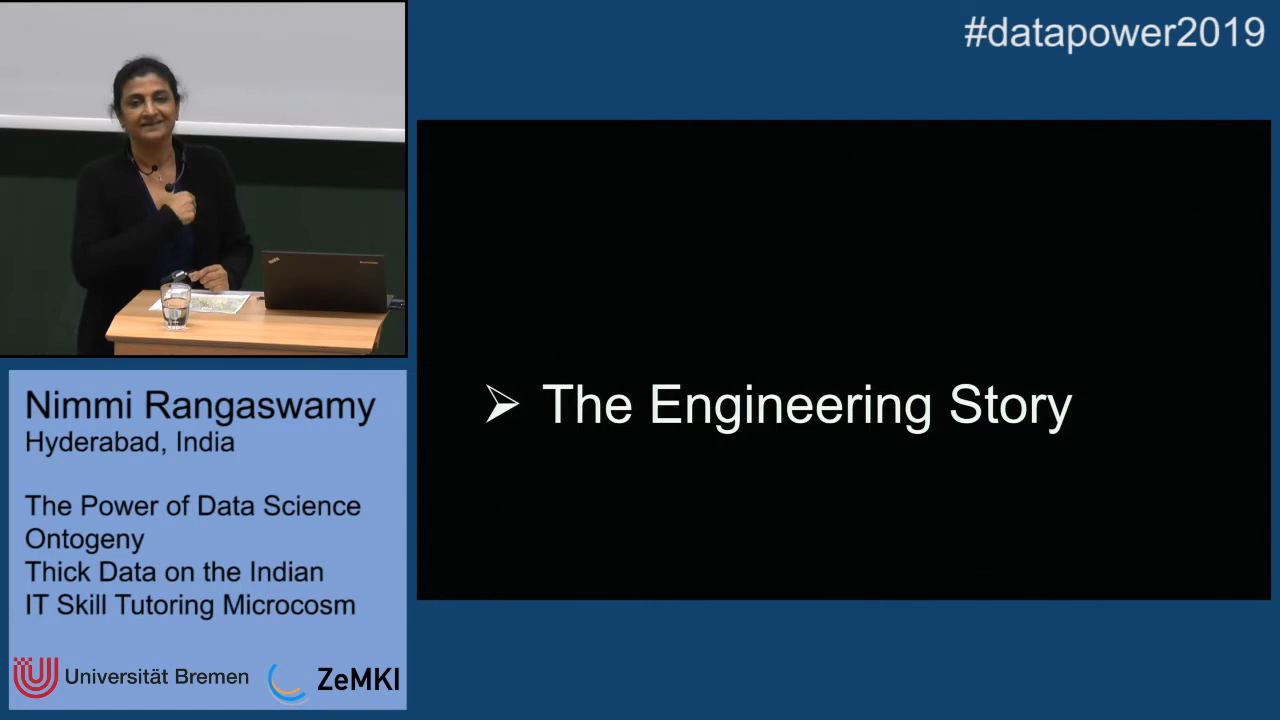 #datapower2019
➢ The Engineering Story
Nimmi Rangaswamy
Hyderabad, India
The Power of Data Science
Ontogeny
Thick Data on the Indian
IT Skill Tutoring Microcosm
Universität Bremen
ZeMKI